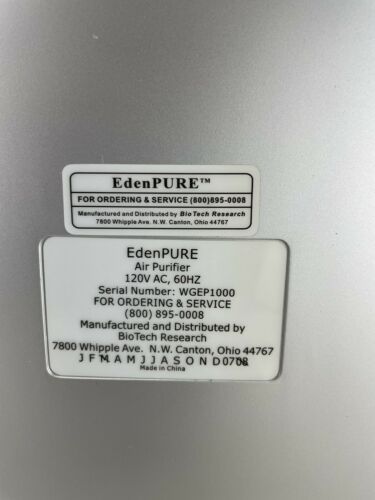 EdenPURE™
FOR ORDERING & SERVICE (800)895-0008
Manufactured and Distributed by BioTech Research
7800 Whipple Ave. N.W. Canton, Ohio 44767
EdenPURE
Air Purifier
120V AC, 60HZ
Serial Number: WGEP1000
FOR ORDERING & SERVICE
(800) 895-0008
Manufactured and Distributed by
BioTech Research
7800 Whipple Ave. N.W. Canton, Ohio 44767
J F M A M J J A S O N D 0708
Made in China